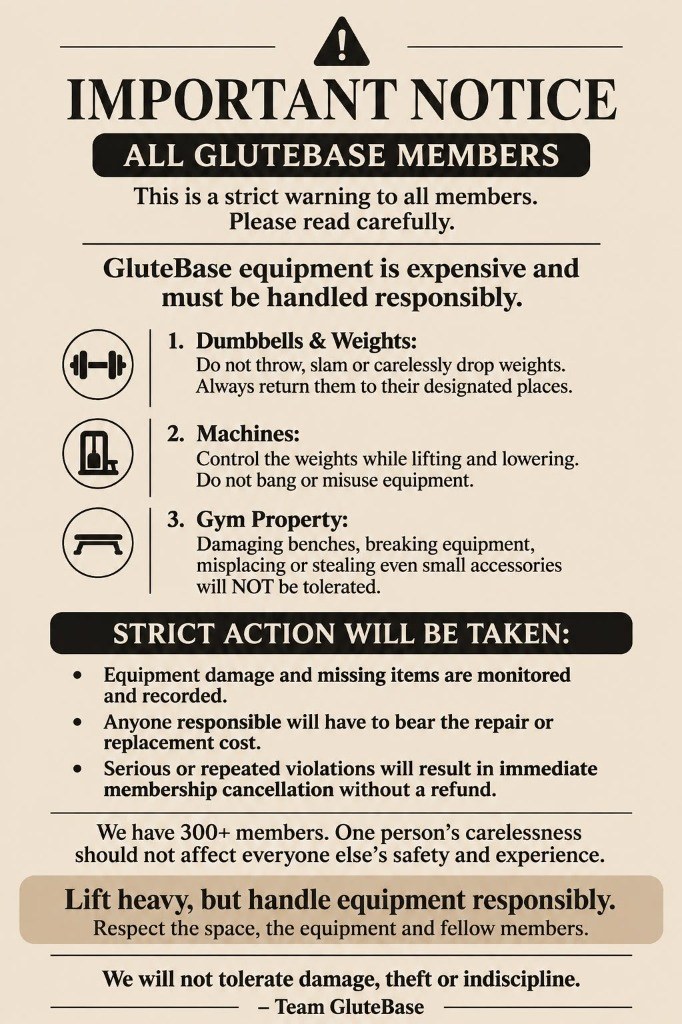 IMPORTANT NOTICE
ALL GLUTEBASE MEMBERS
This is a strict warning to all members.
Please read carefully.
GluteBase equipment is expensive and
must be handled responsibly.
1. Dumbbells & Weights:
Do not throw, slam or carelessly drop weights.
Always return them to their designated places.
2. Machines:
Control the weights while lifting and lowering.
Do not bang or misuse equipment.
3. Gym Property:
Damaging benches, breaking equipment,
misplacing or stealing even small accessories
will NOT be tolerated.
STRICT ACTION WILL BE TAKEN:
• Equipment damage and missing items are monitored
and recorded.
• Anyone responsible will have to bear the repair or
replacement cost.
• Serious or repeated violations will result in immediate
membership cancellation without a refund.
We have 300+ members. One person's carelessness
should not affect everyone else's safety and experience.
Lift heavy, but handle equipment responsibly.
Respect the space, the equipment and fellow members.
We will not tolerate damage, theft or indiscipline.
– Team GluteBase